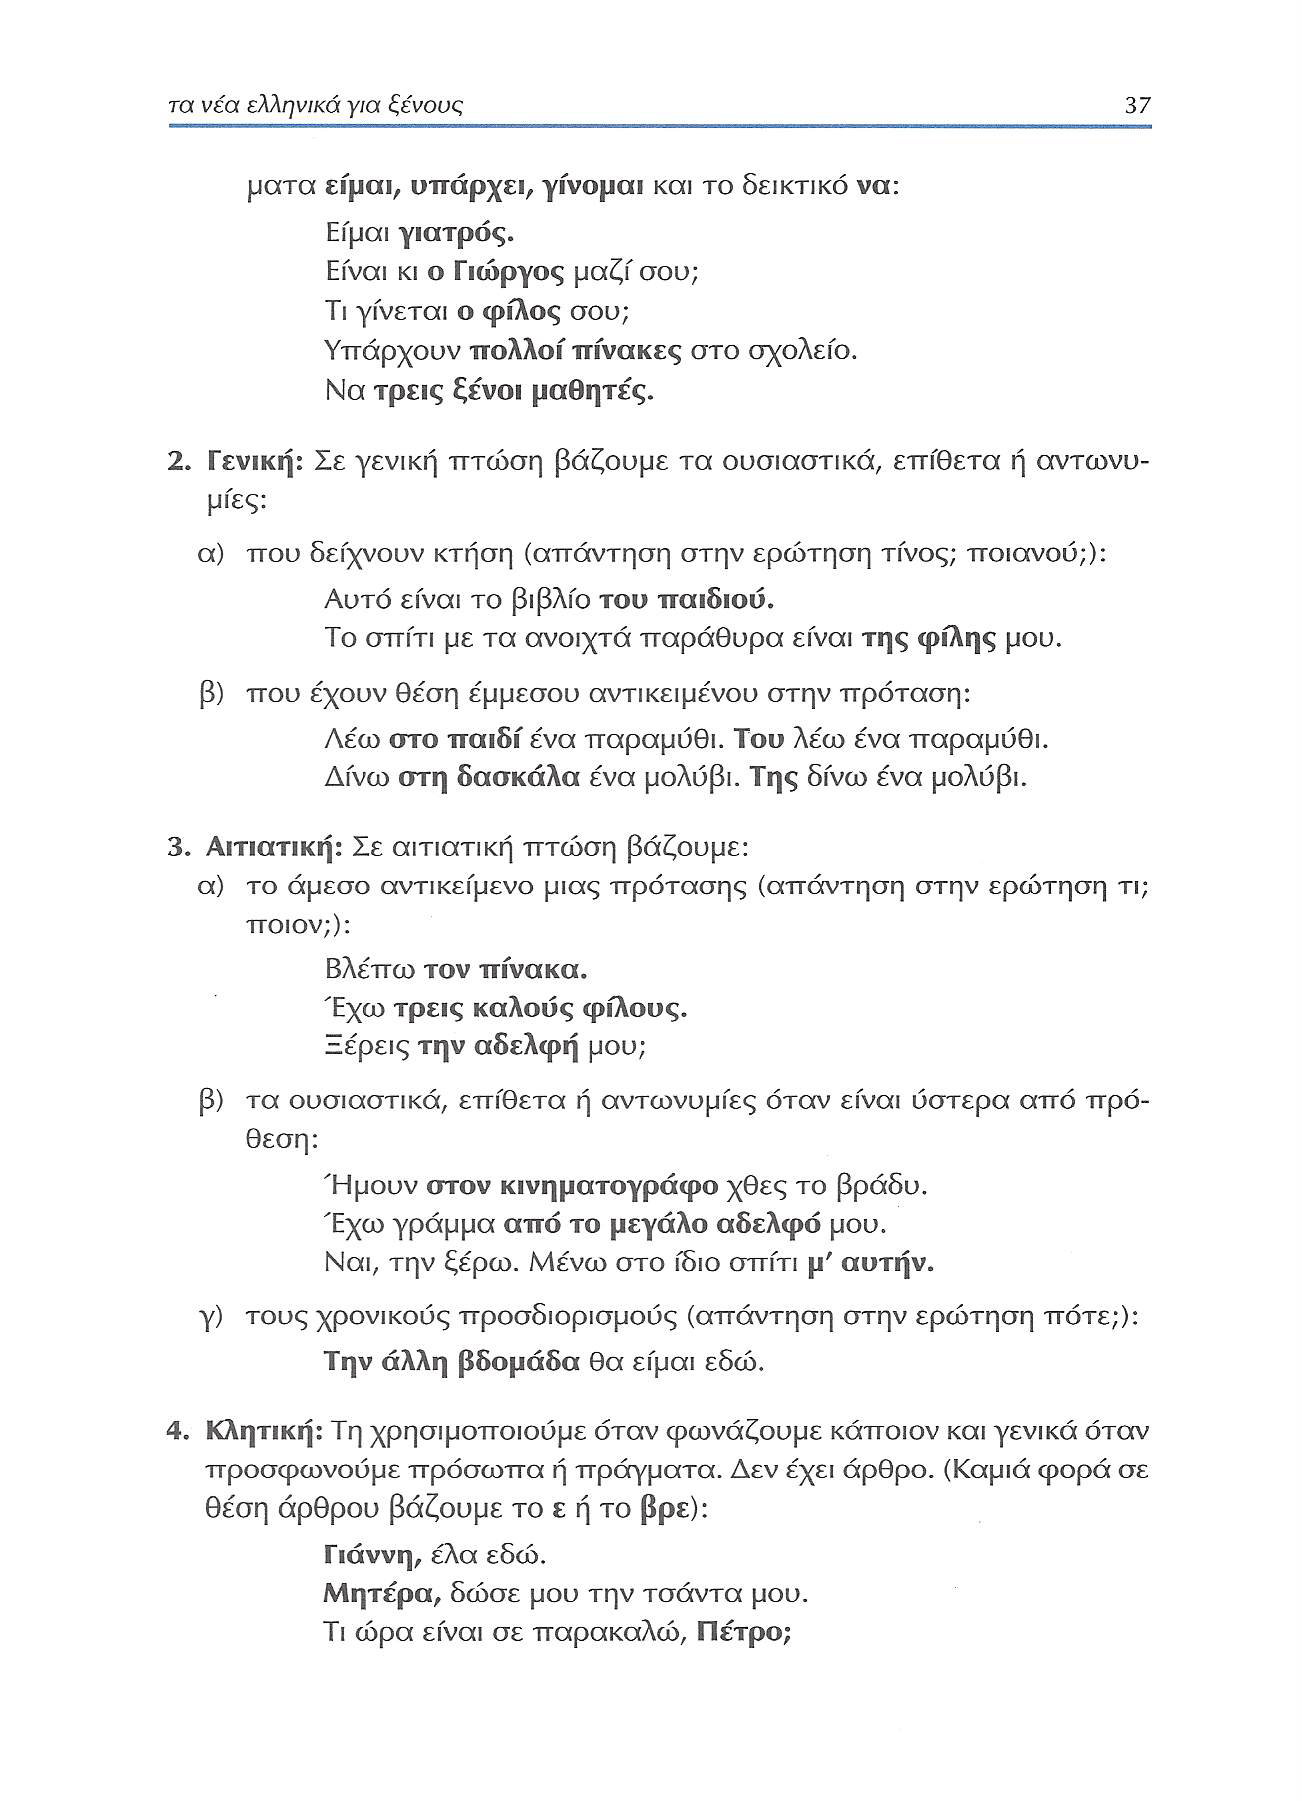 τα νέα ελληνικά για ξένους 37
ματα είμαι, υπάρχει, γίνομαι και το δεικτικό να:
Είμαι γιατρός.
Είναι κι ο Γιώργος μαζί σου;
Τι γίνεται ο φίλος σου;
Υπάρχουν πολλοί πίνακες στο σχολείο.
Να τρεις ξένοι μαθητές.
2. Γενική: Σε γενική πτώση βάζουμε τα ουσιαστικά, επίθετα ή αντωνυ-
μίες:
α) που δείχνουν κτήση (απάντηση στην ερώτηση τίνος; ποιανού;):
Αυτό είναι το βιβλίο του παιδιού.
Το σπίτι με τα ανοιχτά παράθυρα είναι της φίλης μου.
β) που έχουν θέση έμμεσου αντικειμένου στην πρόταση:
Λέω στο παιδί ένα παραμύθι. Του λέω ένα παραμύθι.
Δίνω στη δασκάλα ένα μολύβι. Της δίνω ένα μολύβι.
3. Αιτιατική: Σε αιτιατική πτώση βάζουμε:
α) το άμεσο αντικείμενο μιας πρότασης (απάντηση στην ερώτηση τι;
ποιον;):
Βλέπω τον πίνακα.
Έχω τρεις καλούς φίλους.
Ξέρεις την αδελφή μου;
β) τα ουσιαστικά, επίθετα ή αντωνυμίες όταν είναι ύστερα από πρό-
θεση:
Ήμουν στον κινηματογράφο χθες το βράδυ.
Έχω γράμμα από το μεγάλο αδελφό μου.
Ναι, την ξέρω. Μένω στο ίδιο σπίτι μ' αυτήν.
γ) τους χρονικούς προσδιορισμούς (απάντηση στην ερώτηση πότε;):
Την άλλη βδομάδα θα είμαι εδώ.
4. Κλητική: Τη χρησιμοποιούμε όταν φωνάζουμε κάποιον και γενικά όταν
προσφωνούμε πρόσωπα ή πράγματα. Δεν έχει άρθρο. (Καμιά φορά σε
θέση άρθρου βάζουμε το ε ή το βρε):
Γιάννη, έλα εδώ.
Μητέρα, δώσε μου την τσάντα μου.
Τι ώρα είναι σε παρακαλώ, Πέτρο;